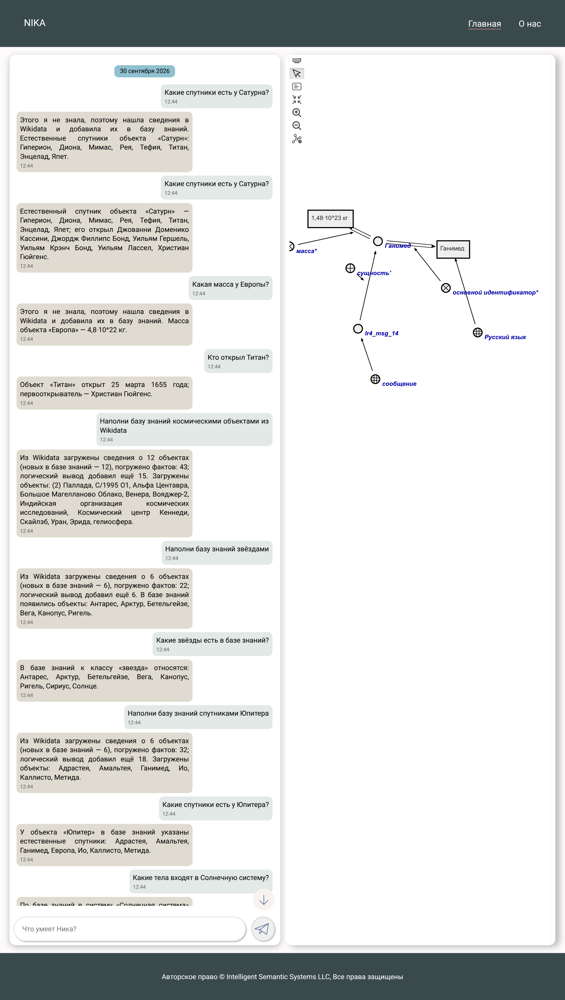 NIKA
Главная
О нас
30 сентября 2026
Какие спутники есть у Сатурна?
12:44
Этого я не знала, поэтому нашла сведения в
Wikidata и добавила их в базу знаний.
Естественные спутники объекта «Сатурн»:
Гиперион, Диона, Мимас, Рея, Тефия, Титан,
Энцелад, Япет.
12:44
Какие спутники есть у Сатурна?
12:44
Естественный спутник объекта «Сатурн» —
Гиперион, Диона, Мимас, Рея, Тефия, Титан,
Энцелад, Япет; его открыл Джованни Доменико
Кассини, Джордж Филлипс Бонд, Уильям Гершель,
Уильям Крэнч Бонд, Уильям Лассел, Христиан
Гюйгенс.
12:44
Какая масса у Европы?
12:44
Этого я не знала, поэтому нашла сведения в
Wikidata и добавила их в базу знаний. Масса
объекта «Европа» — 4,8·10^22 кг.
12:44
Кто открыл Титан?
12:44
Объект «Титан» открыт 25 марта 1655 года;
первооткрыватель — Христиан Гюйгенс.
12:44
Наполни базу знаний космическими объектами из
Wikidata
12:44
Из Wikidata загружены сведения о 12 объектах
(новых в базе знаний — 12), погружено фактов: 43;
логический вывод добавил ещё 15. Загружены
объекты: (2) Паллада, C/1995 O1, Альфа Центавра,
Большое Магелланово Облако, Венера, Вояджер-2,
Индийская организация космических
исследований, Космический центр Кеннеди,
Скайлэб, Уран, Эрида, гелиосфера.
12:44
Наполни базу знаний звёздами
12:44
Из Wikidata загружены сведения о 6 объектах
(новых в базе знаний — 6), погружено фактов: 22;
логический вывод добавил ещё 6. В базе знаний
появились объекты: Антарес, Арктур, Бетельгейзе,
Вега, Канопус, Ригель.
12:44
Какие звёзды есть в базе знаний?
12:44
В базе знаний к классу «звезда» относятся:
Антарес, Арктур, Бетельгейзе, Вега, Канопус,
Ригель, Сириус, Солнце.
12:44
Наполни базу знаний спутниками Юпитера
12:44
Из Wikidata загружены сведения о 6 объектах
(новых в базе знаний — 6), погружено фактов: 32;
логический вывод добавил ещё 18. Загружены
объекты: Адрастея, Амальтея, Ганимед, Ио,
Каллисто, Метида.
12:44
Какие спутники есть у Юпитера?
12:44
У объекта «Юпитер» в базе знаний указаны
естественные спутники: Адрастея, Амальтея,
Ганимед, Европа, Ио, Каллисто, Метида.
12:44
Какие тела входят в Солнечную систему?
12:44
По базе знаний в систему «Солнечная система»
Что умеет Ника?
1,48·10^23 кг
масса*
Ганимед
Ганимед
сущность'
основной идентификатор*
lr4_msg_14
Русский язык
сообщение
Авторское право © Intelligent Semantic Systems LLC, Все права защищены